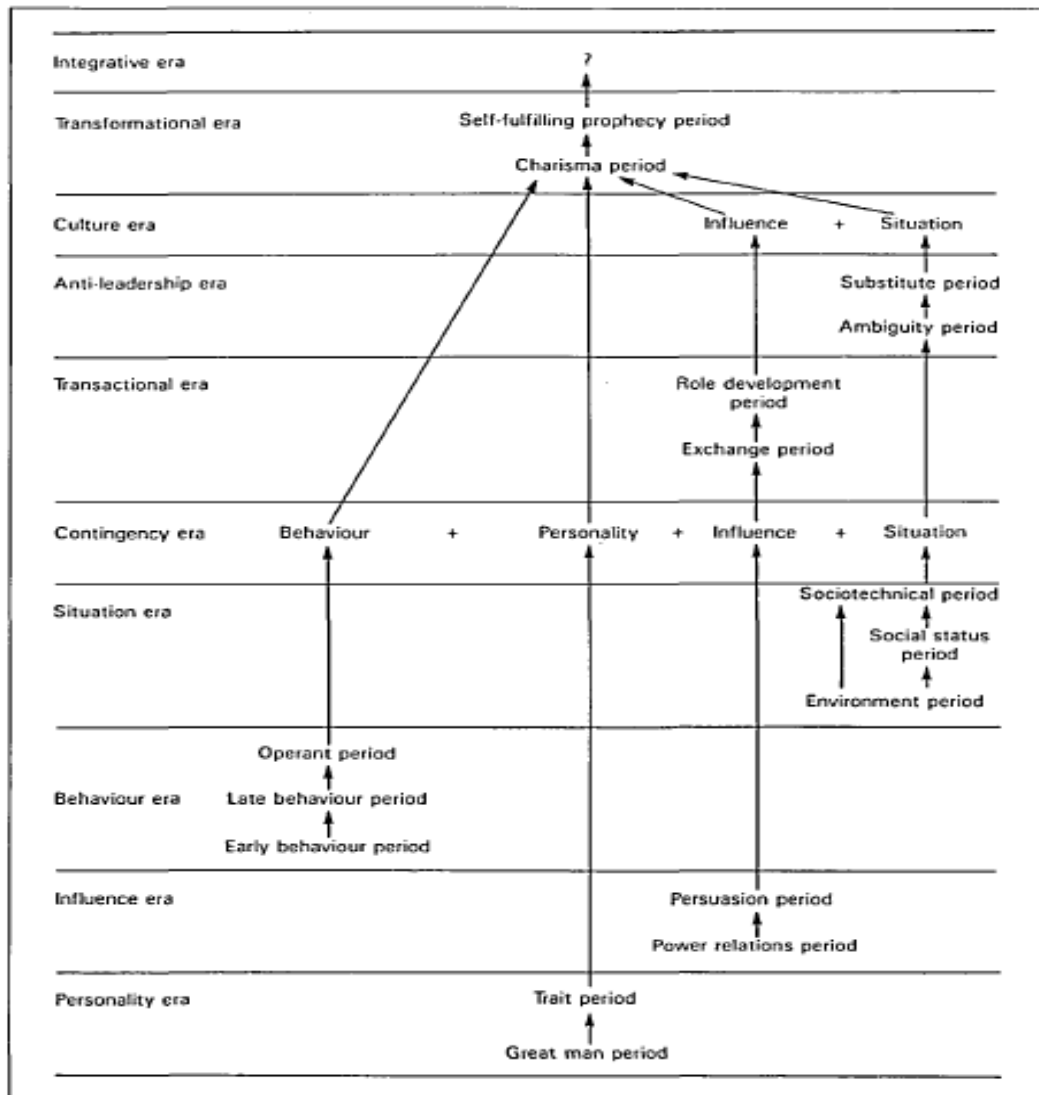 Integrative era ?
Transformational era Self-fulfilling prophecy period
Charisma period
Culture era Influence + Situation
Anti-leadership era Substitute period
Ambiguity period
Transactional era Role development
period
Exchange period
Contingency era Behaviour + Personality + Influence + Situation
Sociotechnical period
Situation era
Social status
period
Environment period
Operant period
Behaviour era Late behaviour period
Early behaviour period
Influence era Persuasion period
Power relations period
Personality era Trait period
Great man period